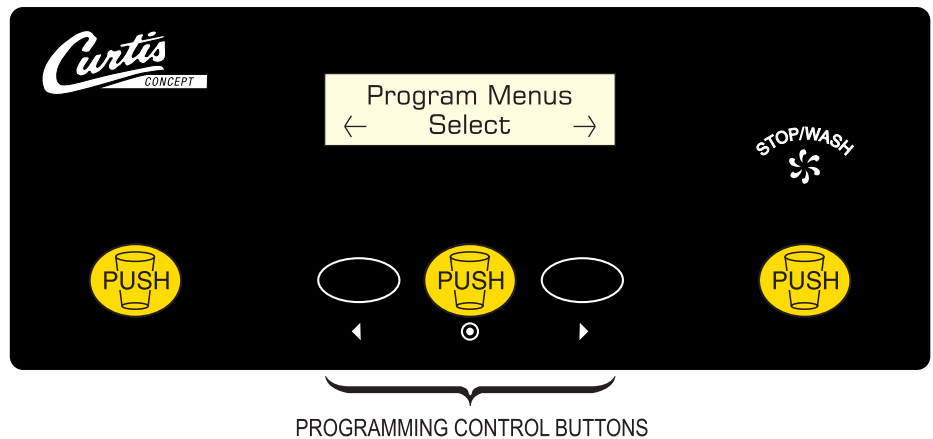 Curtis
CONCEPT
Program Menus
← Select →
STOP/WASH
PUSH
PUSH
PUSH
PROGRAMMING CONTROL BUTTONS